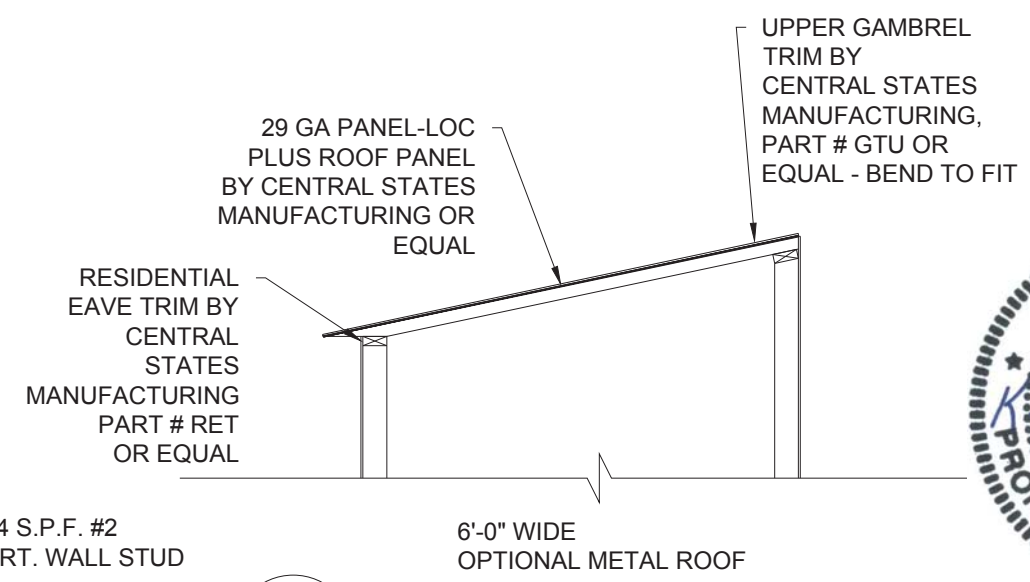 UPPER GAMBREL
TRIM BY
CENTRAL STATES
MANUFACTURING,
PART # GTU OR
EQUAL - BEND TO FIT
29 GA PANEL-LOC
PLUS ROOF PANEL
BY CENTRAL STATES
MANUFACTURING OR
EQUAL
RESIDENTIAL
EAVE TRIM BY
CENTRAL
STATES
MANUFACTURING
PART # RET
OR EQUAL
4 S.P.F. #2
RT. WALL STUD
6'-0" WIDE
OPTIONAL METAL ROOF